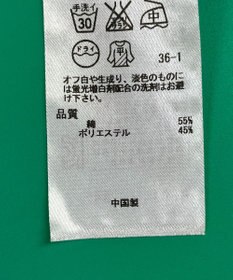 手洗イ
30
中
ドライ
36-1
オフ白や生成り、淡色のものに
は蛍光増白剤配合の洗剤はお避
け下さい。
品質
綿 55%
ポリエステル 45%
中国製